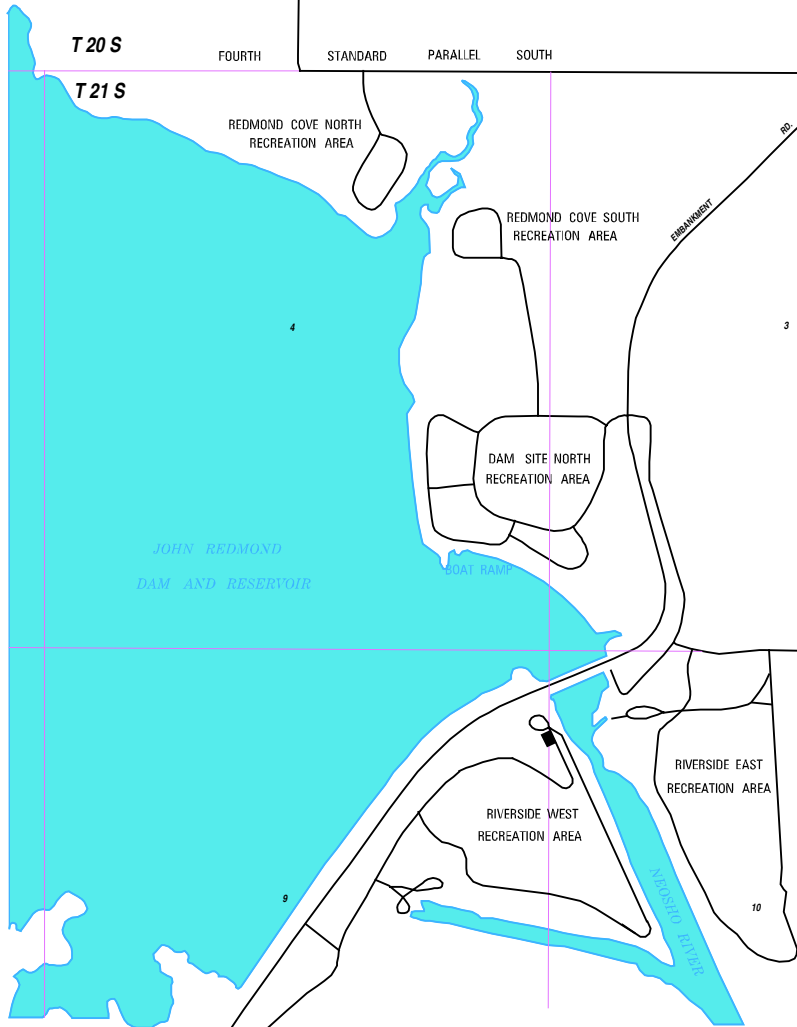 T 20 S
FOURTH STANDARD PARALLEL SOUTH
T 21 S
REDMOND COVE NORTH
RECREATION AREA
RD.
EMBANKMENT
REDMOND COVE SOUTH
RECREATION AREA
4
3
DAM SITE NORTH
RECREATION AREA
JOHN REDMOND
DAM AND RESERVOIR
BOAT RAMP
RIVERSIDE EAST
RECREATION AREA
RIVERSIDE WEST
RECREATION AREA
9
NEOSHO RIVER
10